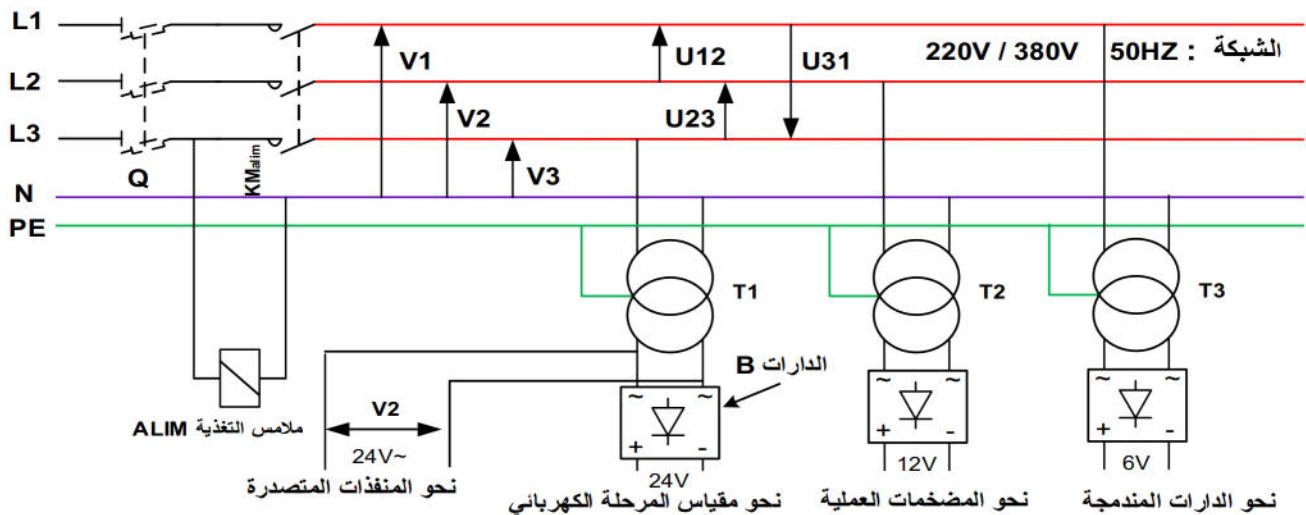 L1
V1
U12
U31
الشبكة : 220V / 380V 50HZ
L2
V2
U23
L3
V3
Q
KMalim
N
PE
T1
T2
T3
الدارات B
~ ~
~ ~
~ ~
ملامس التغذية ALIM
V2
24V~
+ -
24V
+ -
12V
+ -
6V
نحو المنفذات المتصدرة
نحو مقياس المرحلة الكهربائي
نحو المضخمات العملية
نحو الدارات المندمجة